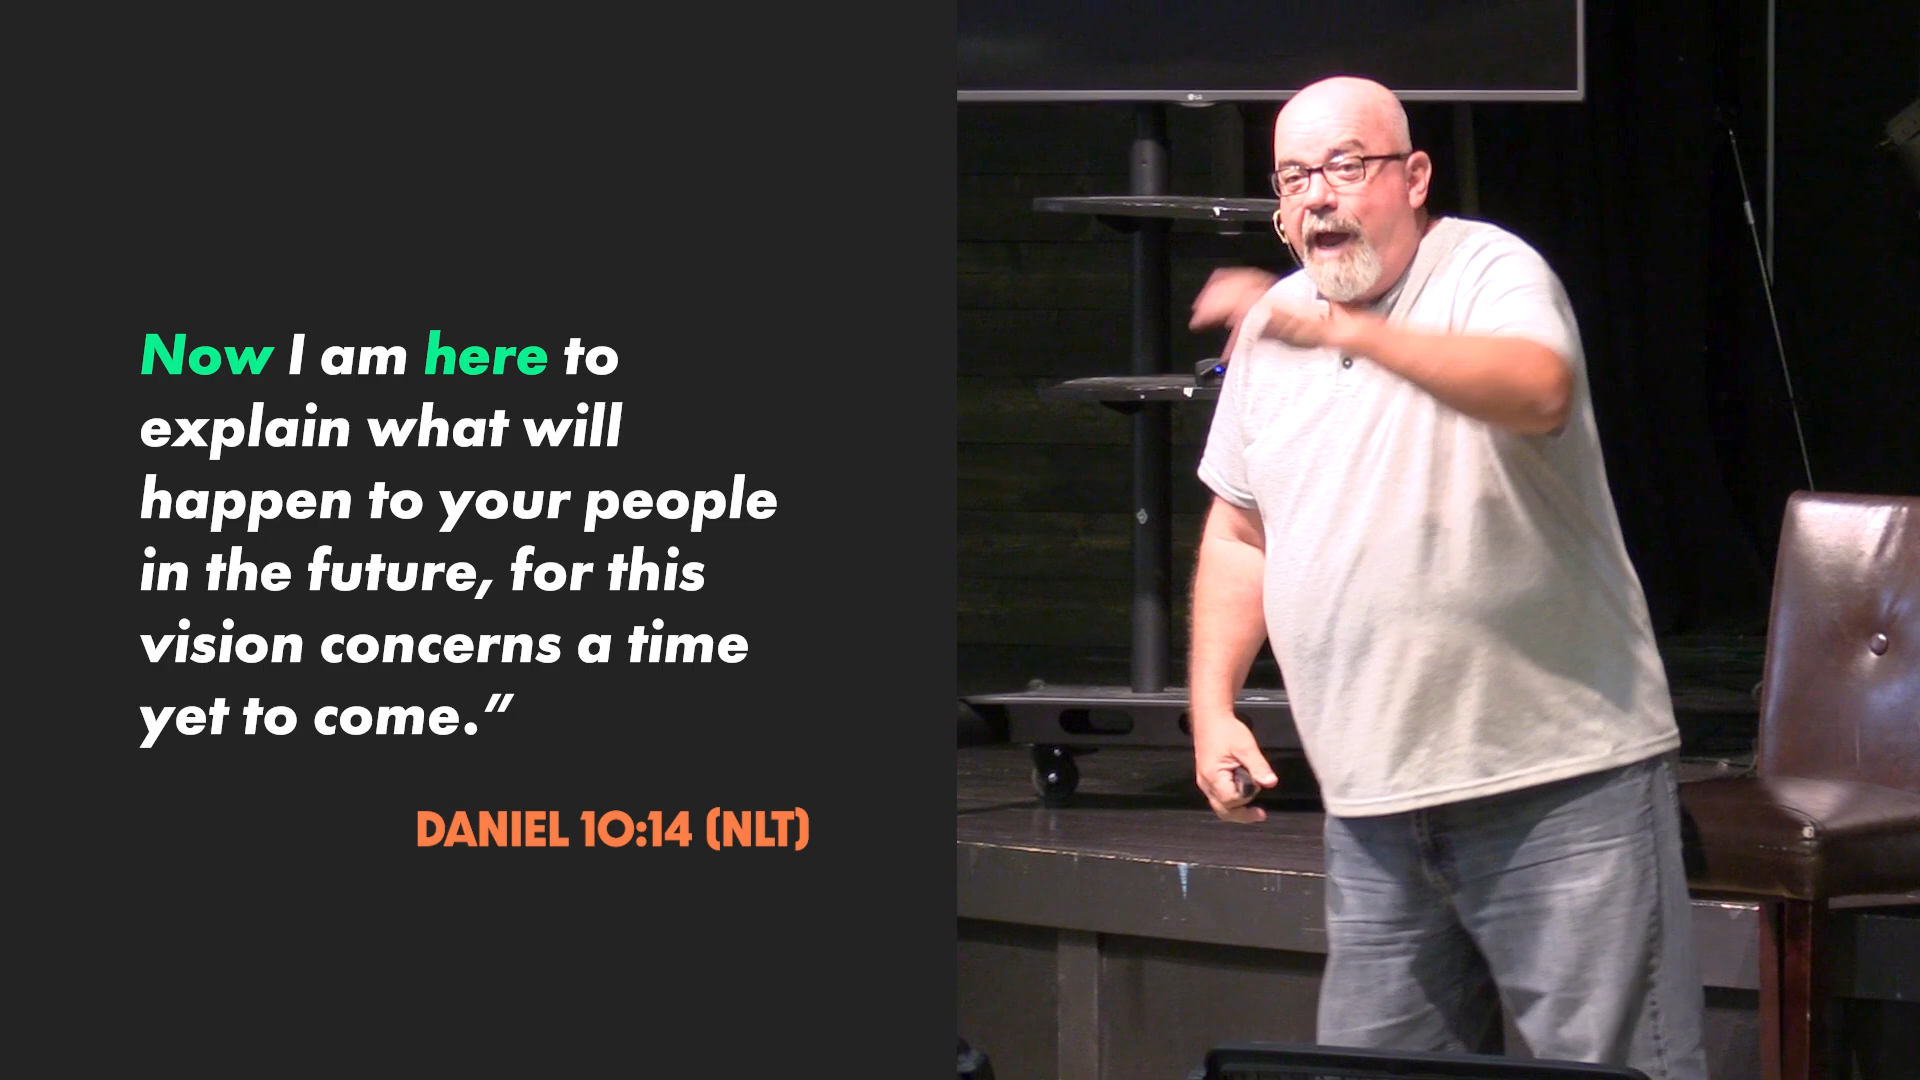 Now I am here to
explain what will
happen to your people
in the future, for this
vision concerns a time
yet to come.”
DANIEL 10:14 (NLT)
LG